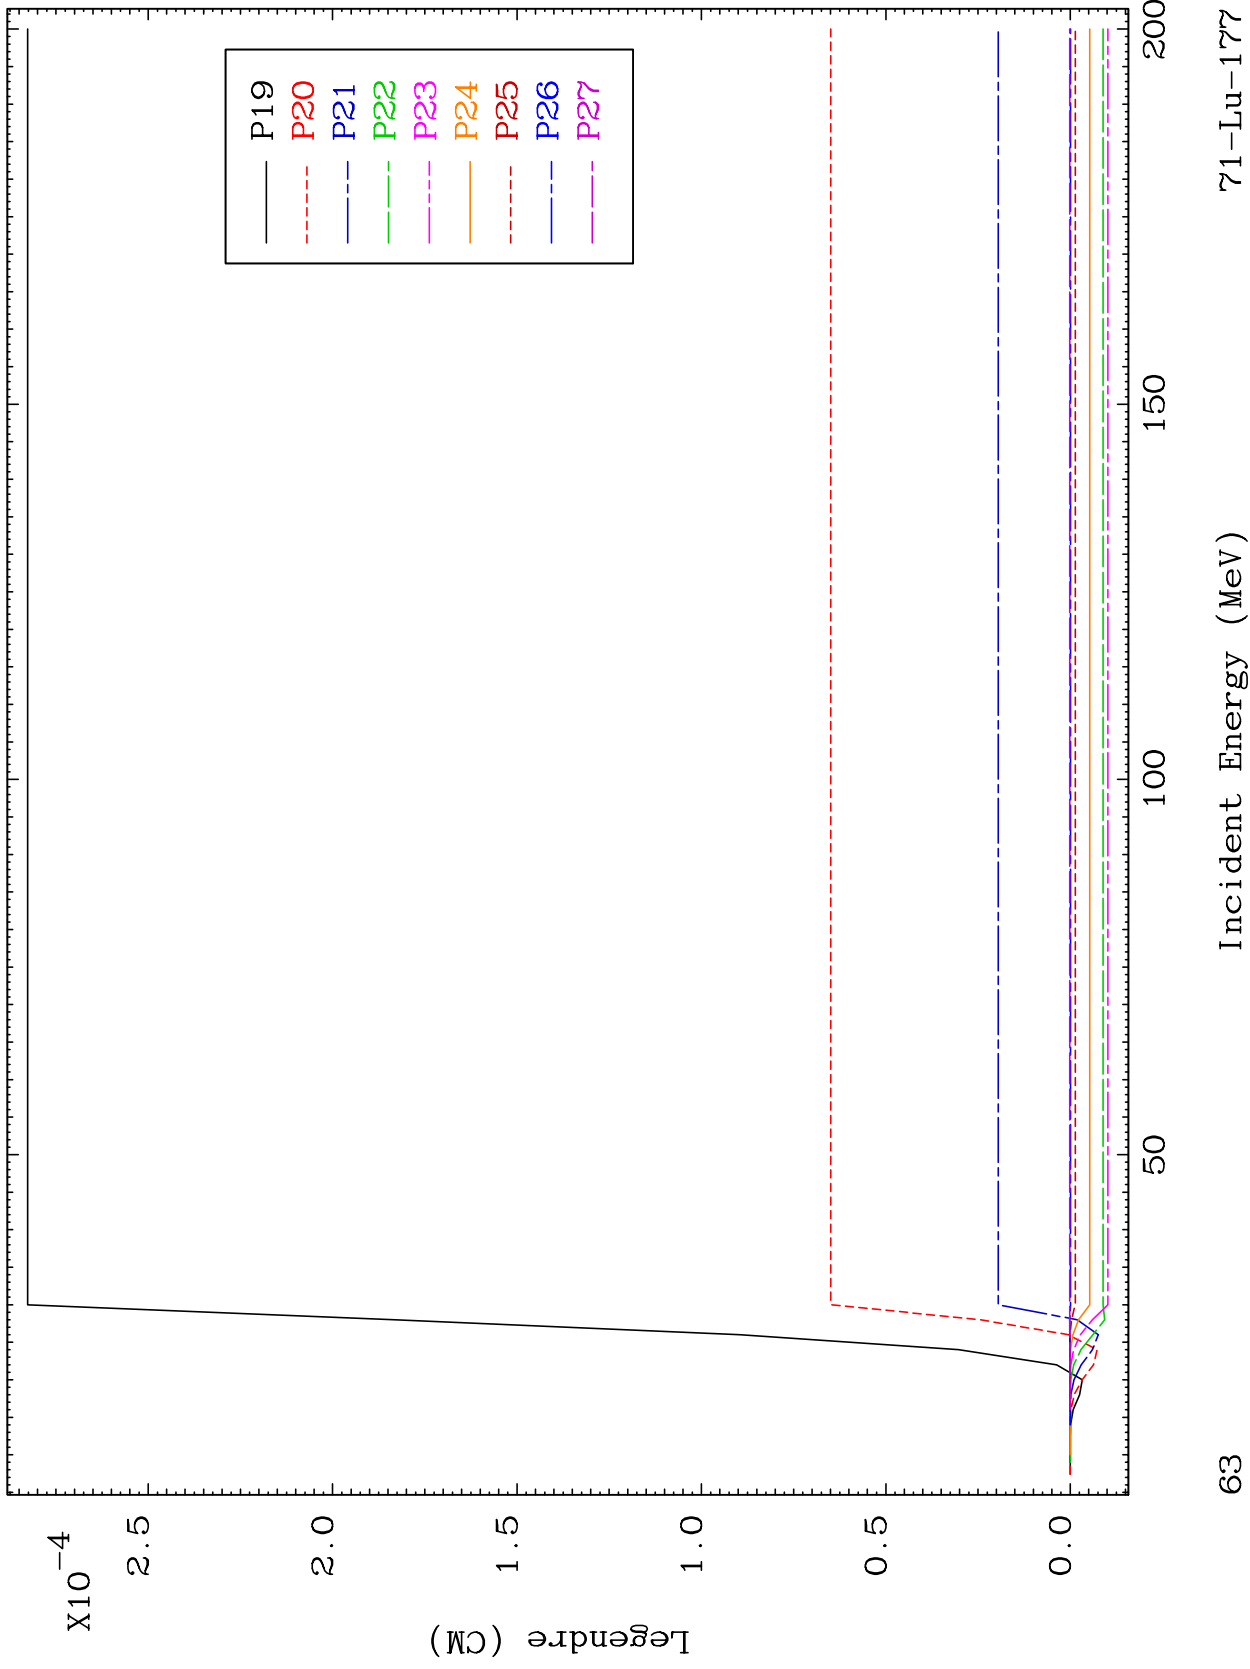 X10-4
2.5
2.0
1.5
1.0
0.5
0.0
Legendre (CM)
P19
P20
P21
P22
P23
P24
P25
P26
P27
50
100
150
200
63
Incident Energy (MeV)
71-Lu-177